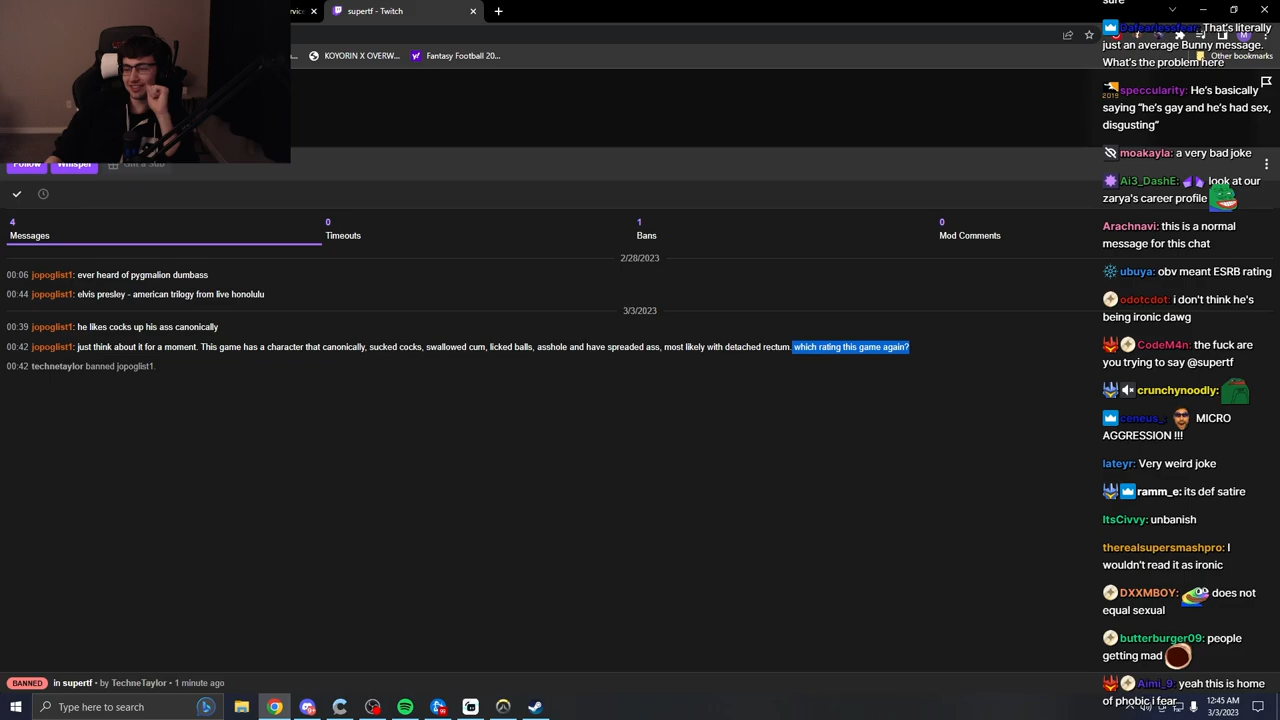 supertf - Twitch
KOYORIN X OVERW...
Fantasy Football 20...
Other bookmarks
Follow
Whisper
Gift a Sub
4
Messages
0
Timeouts
1
Bans
0
Mod Comments
2/28/2023
00:06 jopoglist1: ever heard of pygmalion dumbass
00:44 jopoglist1: elvis presley - american trilogy from live honolulu
3/3/2023
00:39 jopoglist1: he likes cocks up his ass canonically
00:42 jopoglist1: just think about it for a moment. This game has a character that canonically, sucked cocks, swallowed cum, licked balls, asshole and have spreaded ass, most likely with detached rectum. which rating this game again?
00:42 technetaylor banned jopoglist1.
BANNED in supertf • by TechneTaylor • 1 minute ago
Dafearlessfear: That's literally
just an average Bunny message.
What's the problem here
speccularity: He's basically
saying “he's gay and he's had sex,
disgusting”
moakayla: a very bad joke
Ai3_DashE: look at our
zarya's career profile
Arachnavi: this is a normal
message for this chat
ubuya: obv meant ESRB rating
odotcdot: i don't think he's
being ironic dawg
CodeM4n: the fuck are
you trying to say @supertf
crunchynoodly:
ceneus_: MICRO
AGGRESSION !!!
lateyr: Very weird joke
ramm_e: its def satire
ItsCivvy: unbanish
therealsupersmashpro: I
wouldn't read it as ironic
DXXMBOY: does not
equal sexual
butterburger09: people
getting mad
Aimi_9: yeah this is home
of phobic i fear
Type here to search
99
12:45 AM
3/3/2023